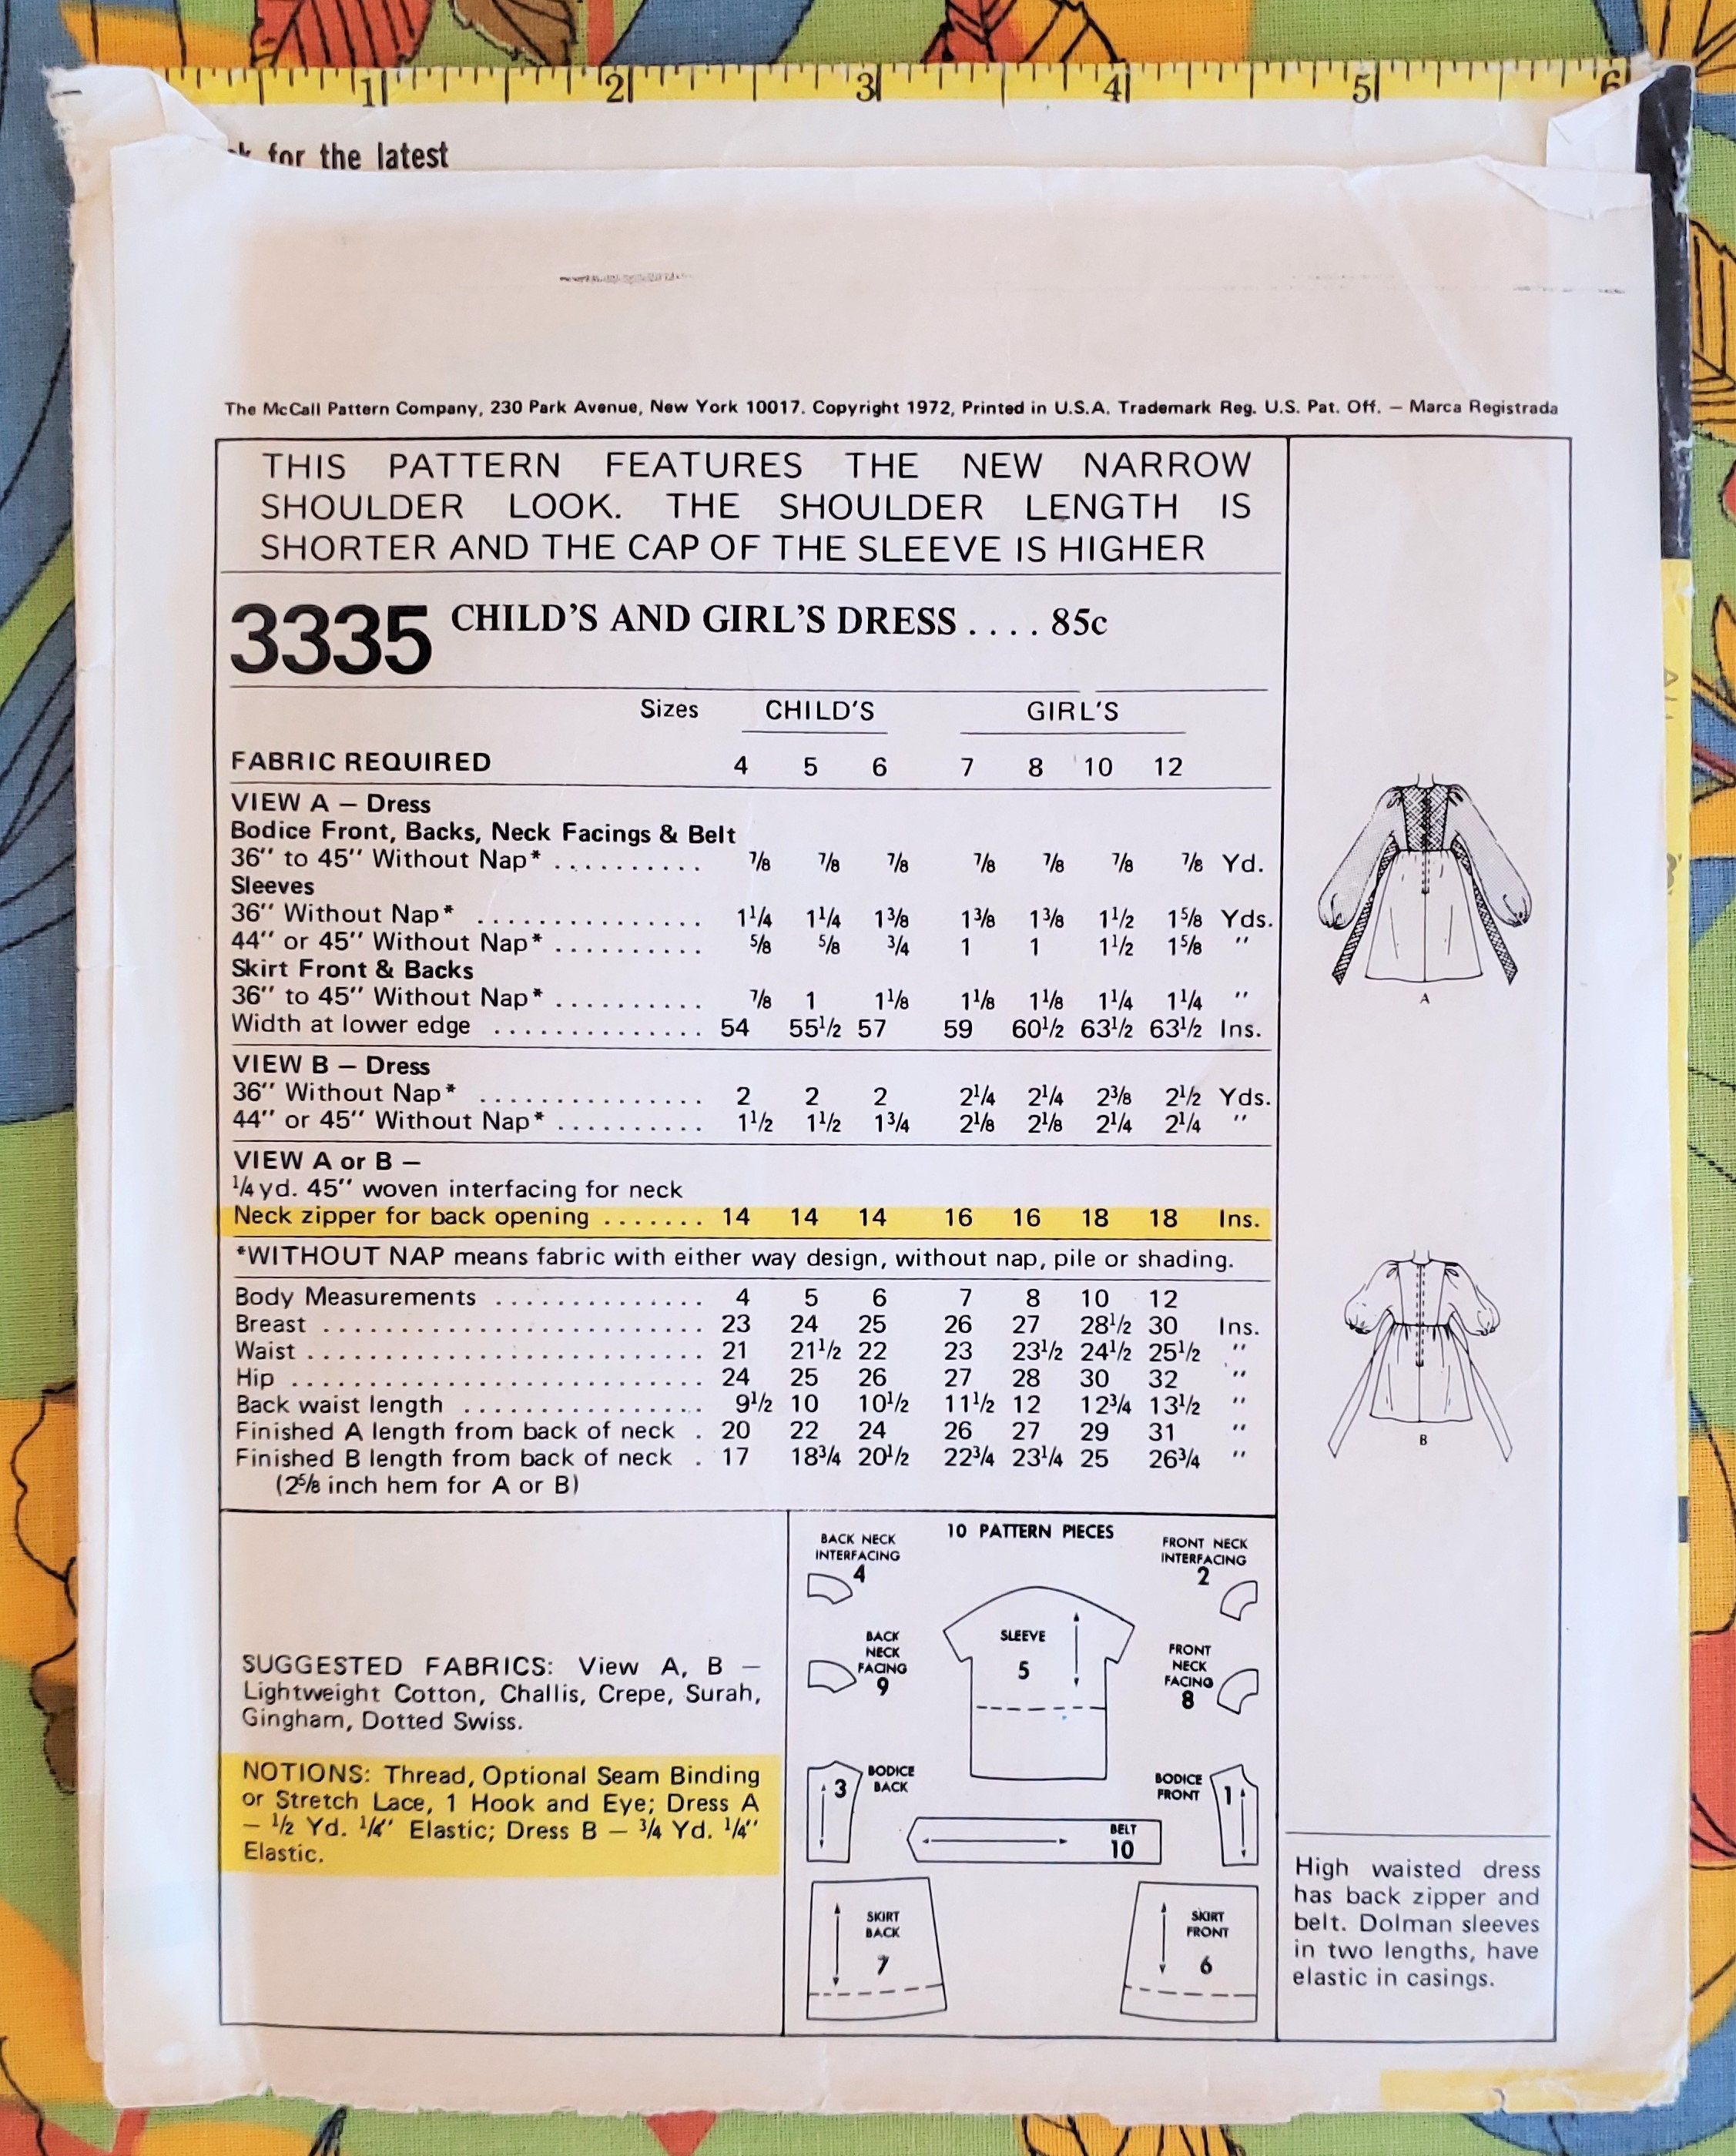 1 2 3 4 5 6
for the latest
The McCall Pattern Company, 230 Park Avenue, New York 10017. Copyright 1972, Printed in U.S.A. Trademark Reg. U.S. Pat. Off. — Marca Registrada
THIS PATTERN FEATURES THE NEW NARROW
SHOULDER LOOK. THE SHOULDER LENGTH IS
SHORTER AND THE CAP OF THE SLEEVE IS HIGHER
3335 CHILD'S AND GIRL'S DRESS .... 85c
Sizes CHILD'S GIRL'S
FABRIC REQUIRED 4 5 6 7 8 10 12
VIEW A — Dress
Bodice Front, Backs, Neck Facings & Belt
36" to 45" Without Nap* .......... 7/8 7/8 7/8 7/8 7/8 7/8 7/8 Yd.
Sleeves
36" Without Nap* ............... 1 1/4 1 1/4 1 3/8 1 3/8 1 3/8 1 1/2 1 5/8 Yds.
44" or 45" Without Nap* .......... 5/8 5/8 3/4 1 1 1 1/2 1 5/8 "
Skirt Front & Backs
36" to 45" Without Nap* .......... 7/8 1 1 1/8 1 1/8 1 1/8 1 1/4 1 1/4 "
Width at lower edge .............. 54 55 1/2 57 59 60 1/2 63 1/2 63 1/2 Ins.
VIEW B — Dress
36" Without Nap* ............... 2 2 2 2 1/4 2 1/4 2 3/8 2 1/2 Yds.
44" or 45" Without Nap* .......... 1 1/2 1 1/2 1 3/4 2 1/8 2 1/8 2 1/4 2 1/4 "
VIEW A or B —
1/4 yd. 45" woven interfacing for neck
Neck zipper for back opening ....... 14 14 14 16 16 18 18 Ins.
*WITHOUT NAP means fabric with either way design, without nap, pile or shading.
Body Measurements .............. 4 5 6 7 8 10 12
Breast ......................... 23 24 25 26 27 28 1/2 30 Ins.
Waist .......................... 21 21 1/2 22 23 23 1/2 24 1/2 25 1/2 "
Hip ........................... 24 25 26 27 28 30 32 "
Back waist length ................ 9 1/2 10 10 1/2 11 1/2 12 12 3/4 13 1/2 "
Finished A length from back of neck . 20 22 24 26 27 29 31 "
Finished B length from back of neck . 17 18 3/4 20 1/2 22 3/4 23 1/4 25 26 3/4 "
(2 5/8 inch hem for A or B)
A
B
SUGGESTED FABRICS: View A, B —
Lightweight Cotton, Challis, Crepe, Surah,
Gingham, Dotted Swiss.
NOTIONS: Thread, Optional Seam Binding
or Stretch Lace, 1 Hook and Eye; Dress A
— 1/2 Yd. 1/4" Elastic; Dress B — 3/4 Yd. 1/4"
Elastic.
10 PATTERN PIECES
BACK NECK
INTERFACING
4
FRONT NECK
INTERFACING
2
SLEEVE
5
BACK
NECK
FACING
9
FRONT
NECK
FACING
8
3 BODICE
BACK
BODICE
FRONT 1
BELT
10
SKIRT
BACK
7
SKIRT
FRONT
6
High waisted dress
has back zipper and
belt. Dolman sleeves
in two lengths, have
elastic in casings.